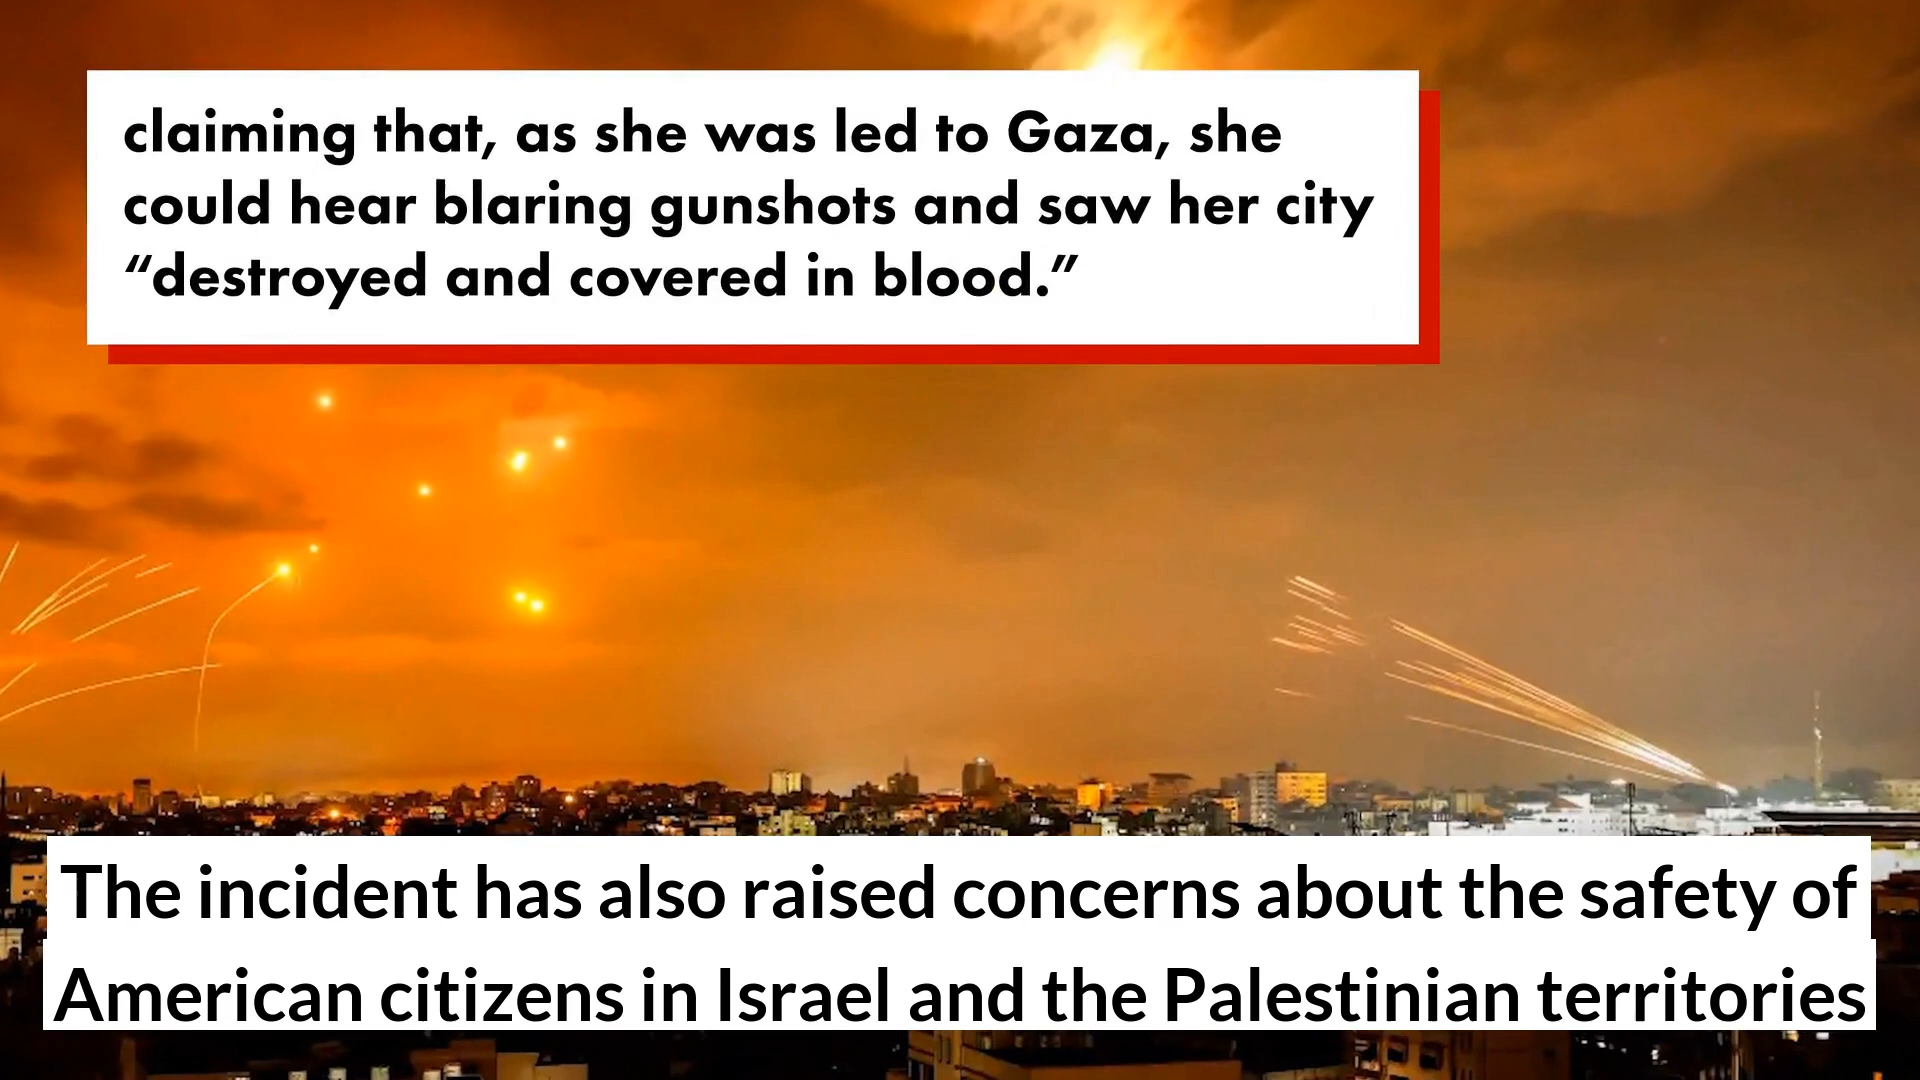 claiming that, as she was led to Gaza, she
could hear blaring gunshots and saw her city
“destroyed and covered in blood.”
The incident has also raised concerns about the safety of
American citizens in Israel and the Palestinian territories